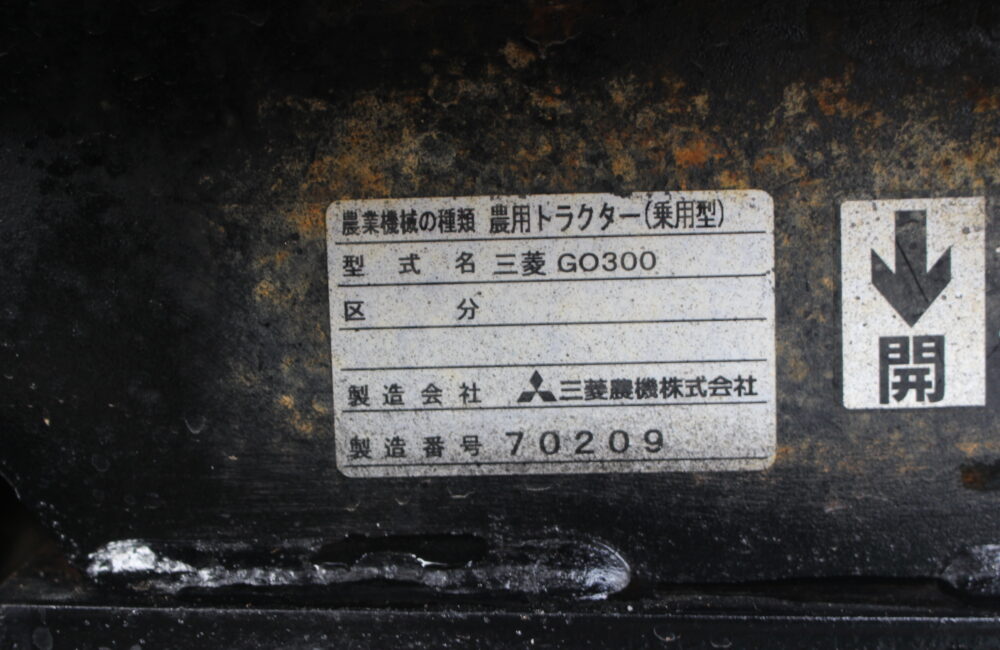 農業機械の種類 農用トラクター(乗用型)
型式名 三菱 GO300
区分
製造会社 三菱農機株式会社
製造番号 70209
開